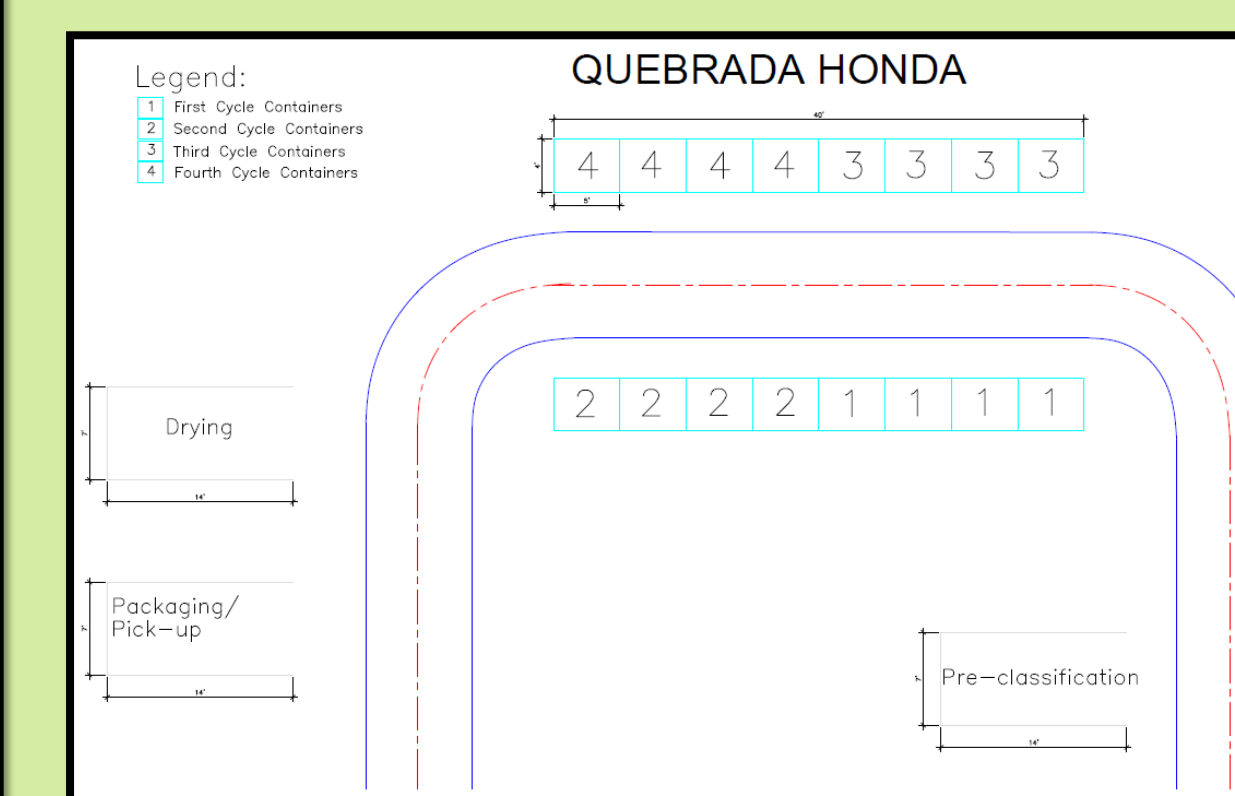 QUEBRADA HONDA
Legend:
1 First Cycle Containers
2 Second Cycle Containers
3 Third Cycle Containers
4 Fourth Cycle Containers
40'
4 4 4 4 3 3 3 3
5'
2 2 2 2 1 1 1 1
Drying
14'
Packaging/
Pick-up
14'
Pre-classification
14'